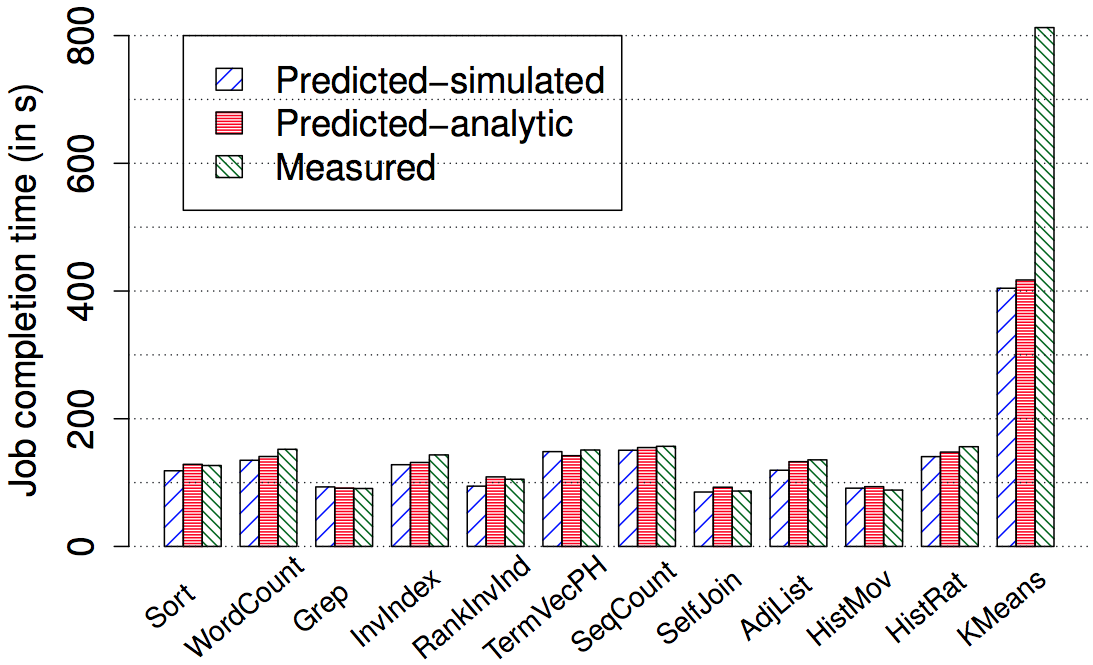 Job completion time (in s)
800
600
400
200
0
Predicted−simulated
Predicted−analytic
Measured
Sort
WordCount
Grep
InvIndex
RankInvInd
TermVecPH
SeqCount
SelfJoin
AdjList
HistMov
HistRat
KMeans